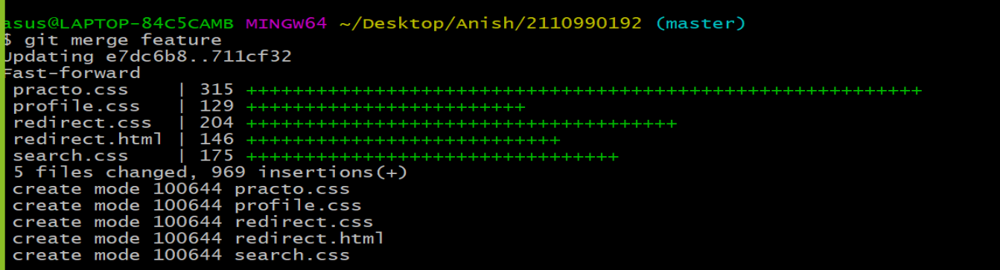 asus@LAPTOP-84C5CAMB MINGW64 ~/Desktop/Anish/2110990192 (master)
$ git merge feature
Updating e7dc6b8..711cf32
Fast-forward
 practo.css    | 315 ++++++++++++++++++++++++++++++++++++++++++++++++++++++++++
 profile.css   | 129 ++++++++++++++++++++++++
 redirect.css  | 204 +++++++++++++++++++++++++++++++++++++
 redirect.html | 146 +++++++++++++++++++++++++++
 search.css    | 175 ++++++++++++++++++++++++++++++++
 5 files changed, 969 insertions(+)
 create mode 100644 practo.css
 create mode 100644 profile.css
 create mode 100644 redirect.css
 create mode 100644 redirect.html
 create mode 100644 search.css